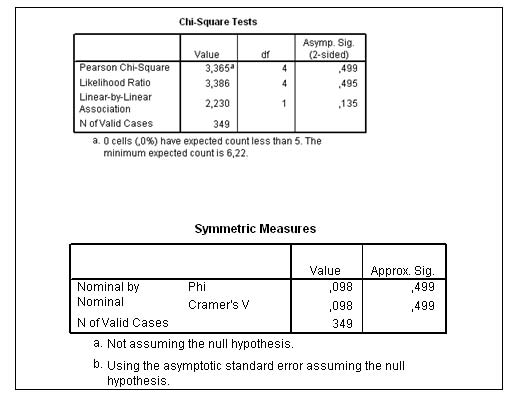 Chi-Square Tests
Value df Asymp. Sig. (2-sided)
Pearson Chi-Square 3,365a 4 ,499
Likelihood Ratio 3,386 4 ,495
Linear-by-Linear Association 2,230 1 ,135
N of Valid Cases 349
a. 0 cells (,0%) have expected count less than 5. The
minimum expected count is 6,22.
Symmetric Measures
Value Approx. Sig.
Nominal by Nominal Phi ,098 ,499
Cramer's V ,098 ,499
N of Valid Cases 349
a. Not assuming the null hypothesis.
b. Using the asymptotic standard error assuming the null
hypothesis.